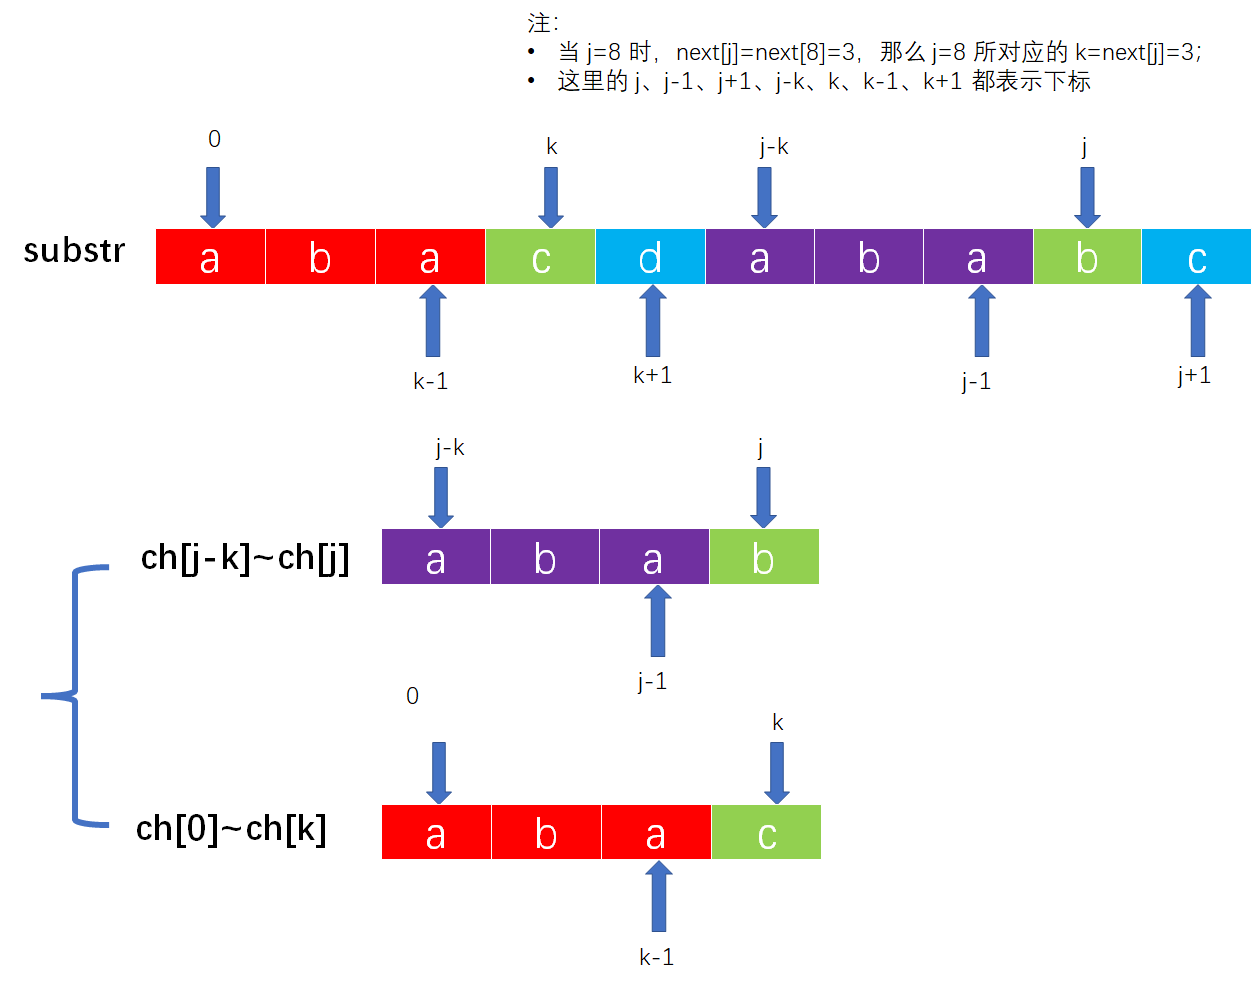 注：
• 当 j=8 时，next[j]=next[8]=3，那么 j=8 所对应的 k=next[j]=3；
• 这里的 j、j-1、j+1、j-k、k、k-1、k+1 都表示下标
0 k j-k j
substr a b a c d a b a b c
k-1 k+1 j-1 j+1
j-k j
ch[j-k]~ch[j] a b a b
j-1
0 k
ch[0]~ch[k] a b a c
k-1